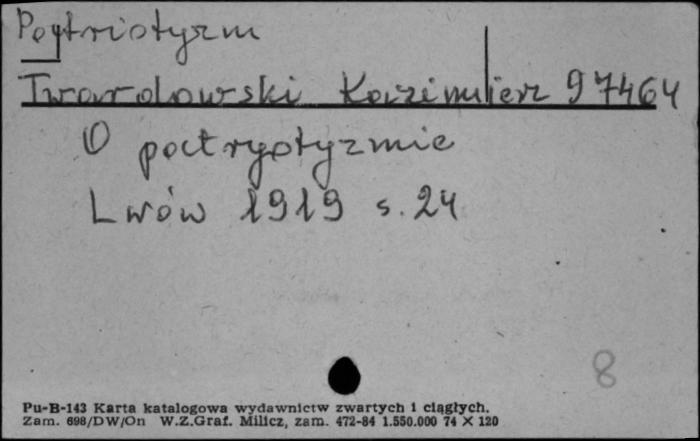 Patriotyzm
Twardowski Kazimierz 97464
O patryotyzmie
Lwów 1919 s. 24
8
Pu-B-143 Karta katalogowa wydawnictw zwartych i ciągłych.
Zam. 698/DW/On W.Z.Graf. Milicz, zam. 472-84 1.550.000 74 X 120